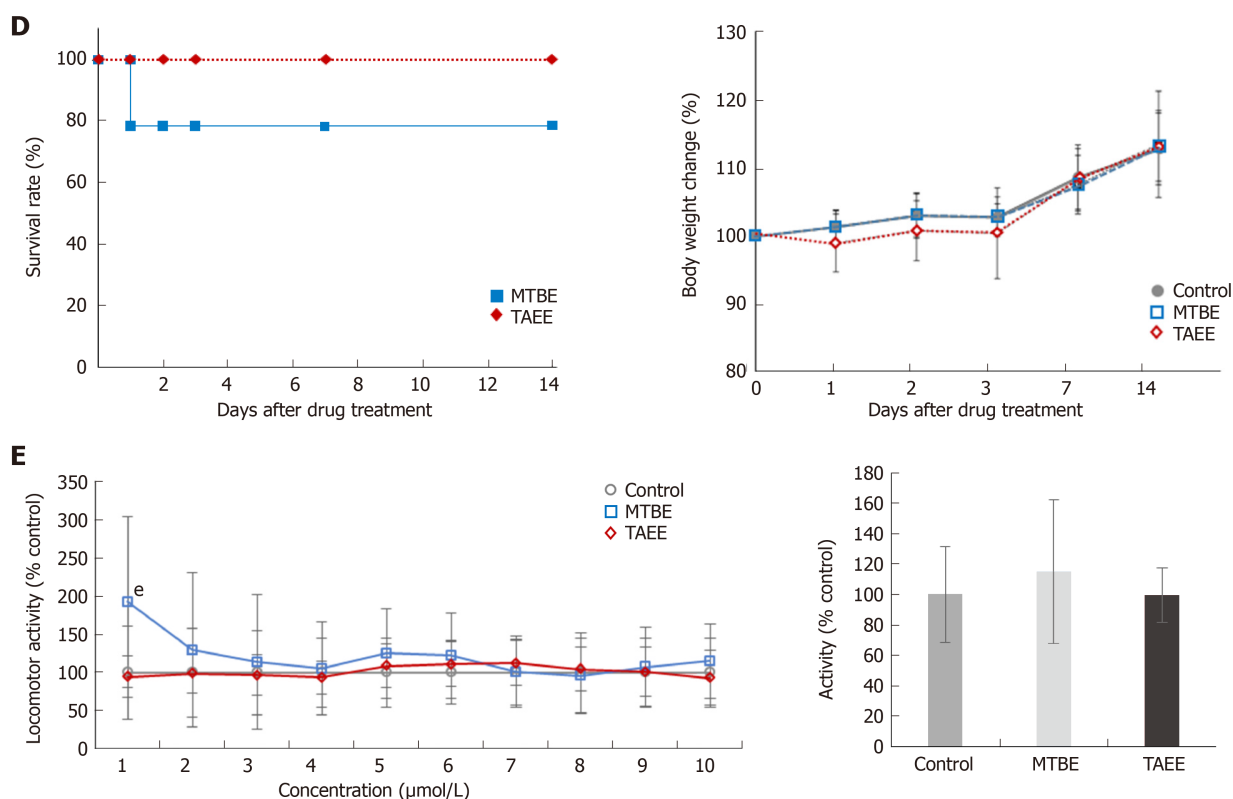 D
Survival rate (%)
100
80
60
40
20
0
2 4 6 8 10 12 14
Days after drug treatment
MTBE
TAEE
Body weight change (%)
130
120
110
100
90
80
0 1 2 3 7 14
Days after drug treatment
Control
MTBE
TAEE
E
Locomotor activity (% control)
350
300
250
200
150
100
50
0
1 2 3 4 5 6 7 8 9 10
Concentration (μmol/L)
Control
MTBE
TAEE
e
Activity (% control)
180
160
140
120
100
80
60
40
20
0
Control MTBE TAEE